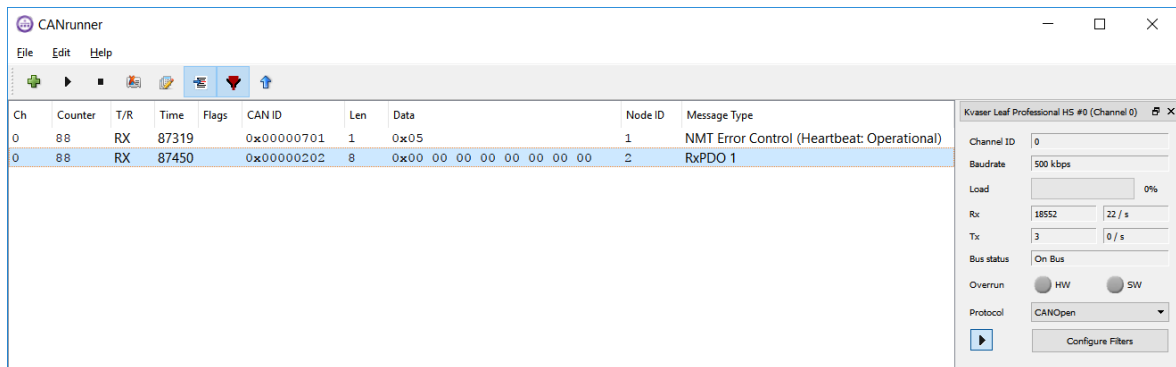 CANrunner
File Edit Help
Ch Counter T/R Time Flags CAN ID Len Data Node ID Message Type
0 88 RX 87319 0x00000701 1 0x05 1 NMT Error Control (Heartbeat: Operational)
0 88 RX 87450 0x00000202 8 0x00 00 00 00 00 00 00 00 2 RxPDO 1
Kvaser Leaf Professional HS #0 (Channel 0)
Channel ID 0
Baudrate 500 kbps
Load 0%
Rx 18552 22 / s
Tx 3 0 / s
Bus status On Bus
Overrun HW SW
Protocol CANOpen
Configure Filters